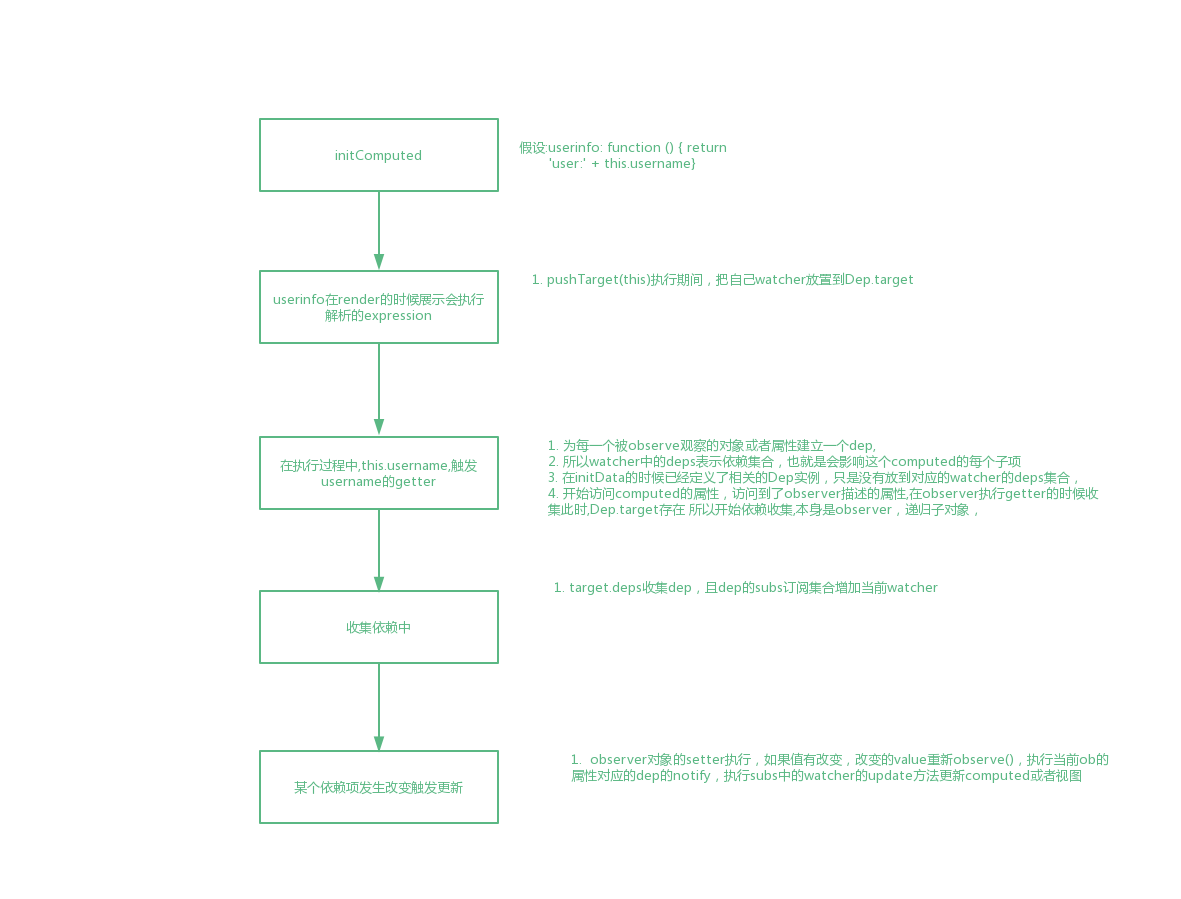 initComputed
假设:userinfo: function () { return
'user:' + this.username}
userinfo在render的时候展示会执行
解析的expression
1. pushTarget(this)执行期间，把自己watcher放置到Dep.target
在执行过程中,this.username,触发
username的getter
1. 为每一个被observe观察的对象或者属性建立一个dep,
2. 所以watcher中的deps表示依赖集合，也就是会影响这个computed的每个子项
3. 在initData的时候已经定义了相关的Dep实例，只是没有放到对应的watcher的deps集合，
4. 开始访问computed的属性，访问到了observer描述的属性,在observer执行getter的时候收
集此时,Dep.target存在 所以开始依赖收集,本身是observer，递归子对象，
收集依赖中
1. target.deps收集dep，且dep的subs订阅集合增加当前watcher
某个依赖项发生改变触发更新
1.  observer对象的setter执行，如果值有改变，改变的value重新observe()，执行当前ob的
属性对应的dep的notify，执行subs中的watcher的update方法更新computed或者视图